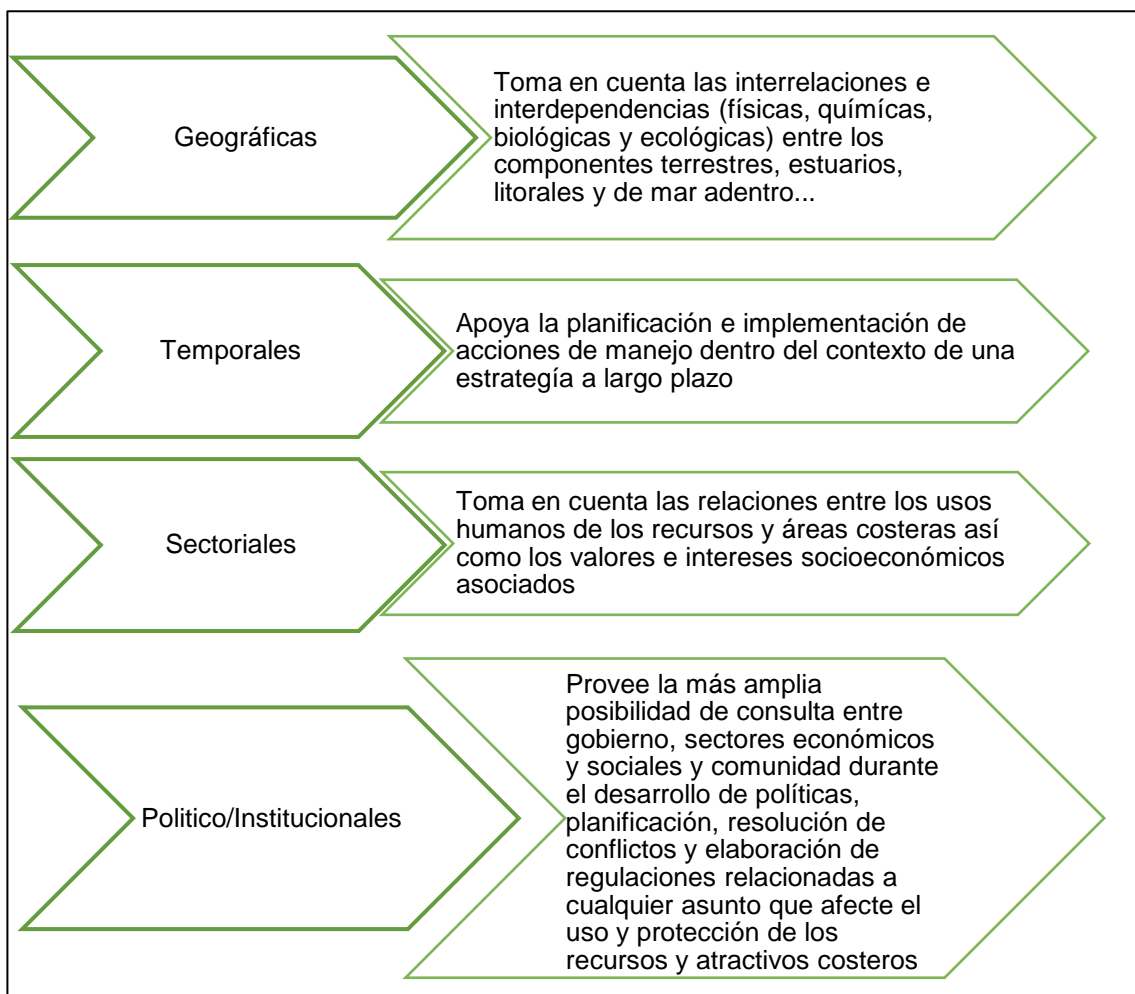 Geográficas
Toma en cuenta las interrelaciones e
interdependencias (físicas, químícas,
biológicas y ecológicas) entre los
componentes terrestres, estuarios,
litorales y de mar adentro...
Temporales
Apoya la planificación e implementación de
acciones de manejo dentro del contexto de una
estrategía a largo plazo
Sectoriales
Toma en cuenta las relaciones entre los usos
humanos de los recursos y áreas costeras así
como los valores e intereses socioeconómicos
asociados
Politico/Institucionales
Provee la más amplia
posibilidad de consulta entre
gobierno, sectores económicos
y sociales y comunidad durante
el desarrollo de políticas,
planificación, resolución de
conflictos y elaboración de
regulaciones relacionadas a
cualquier asunto que afecte el
uso y protección de los
recursos y atractivos costeros